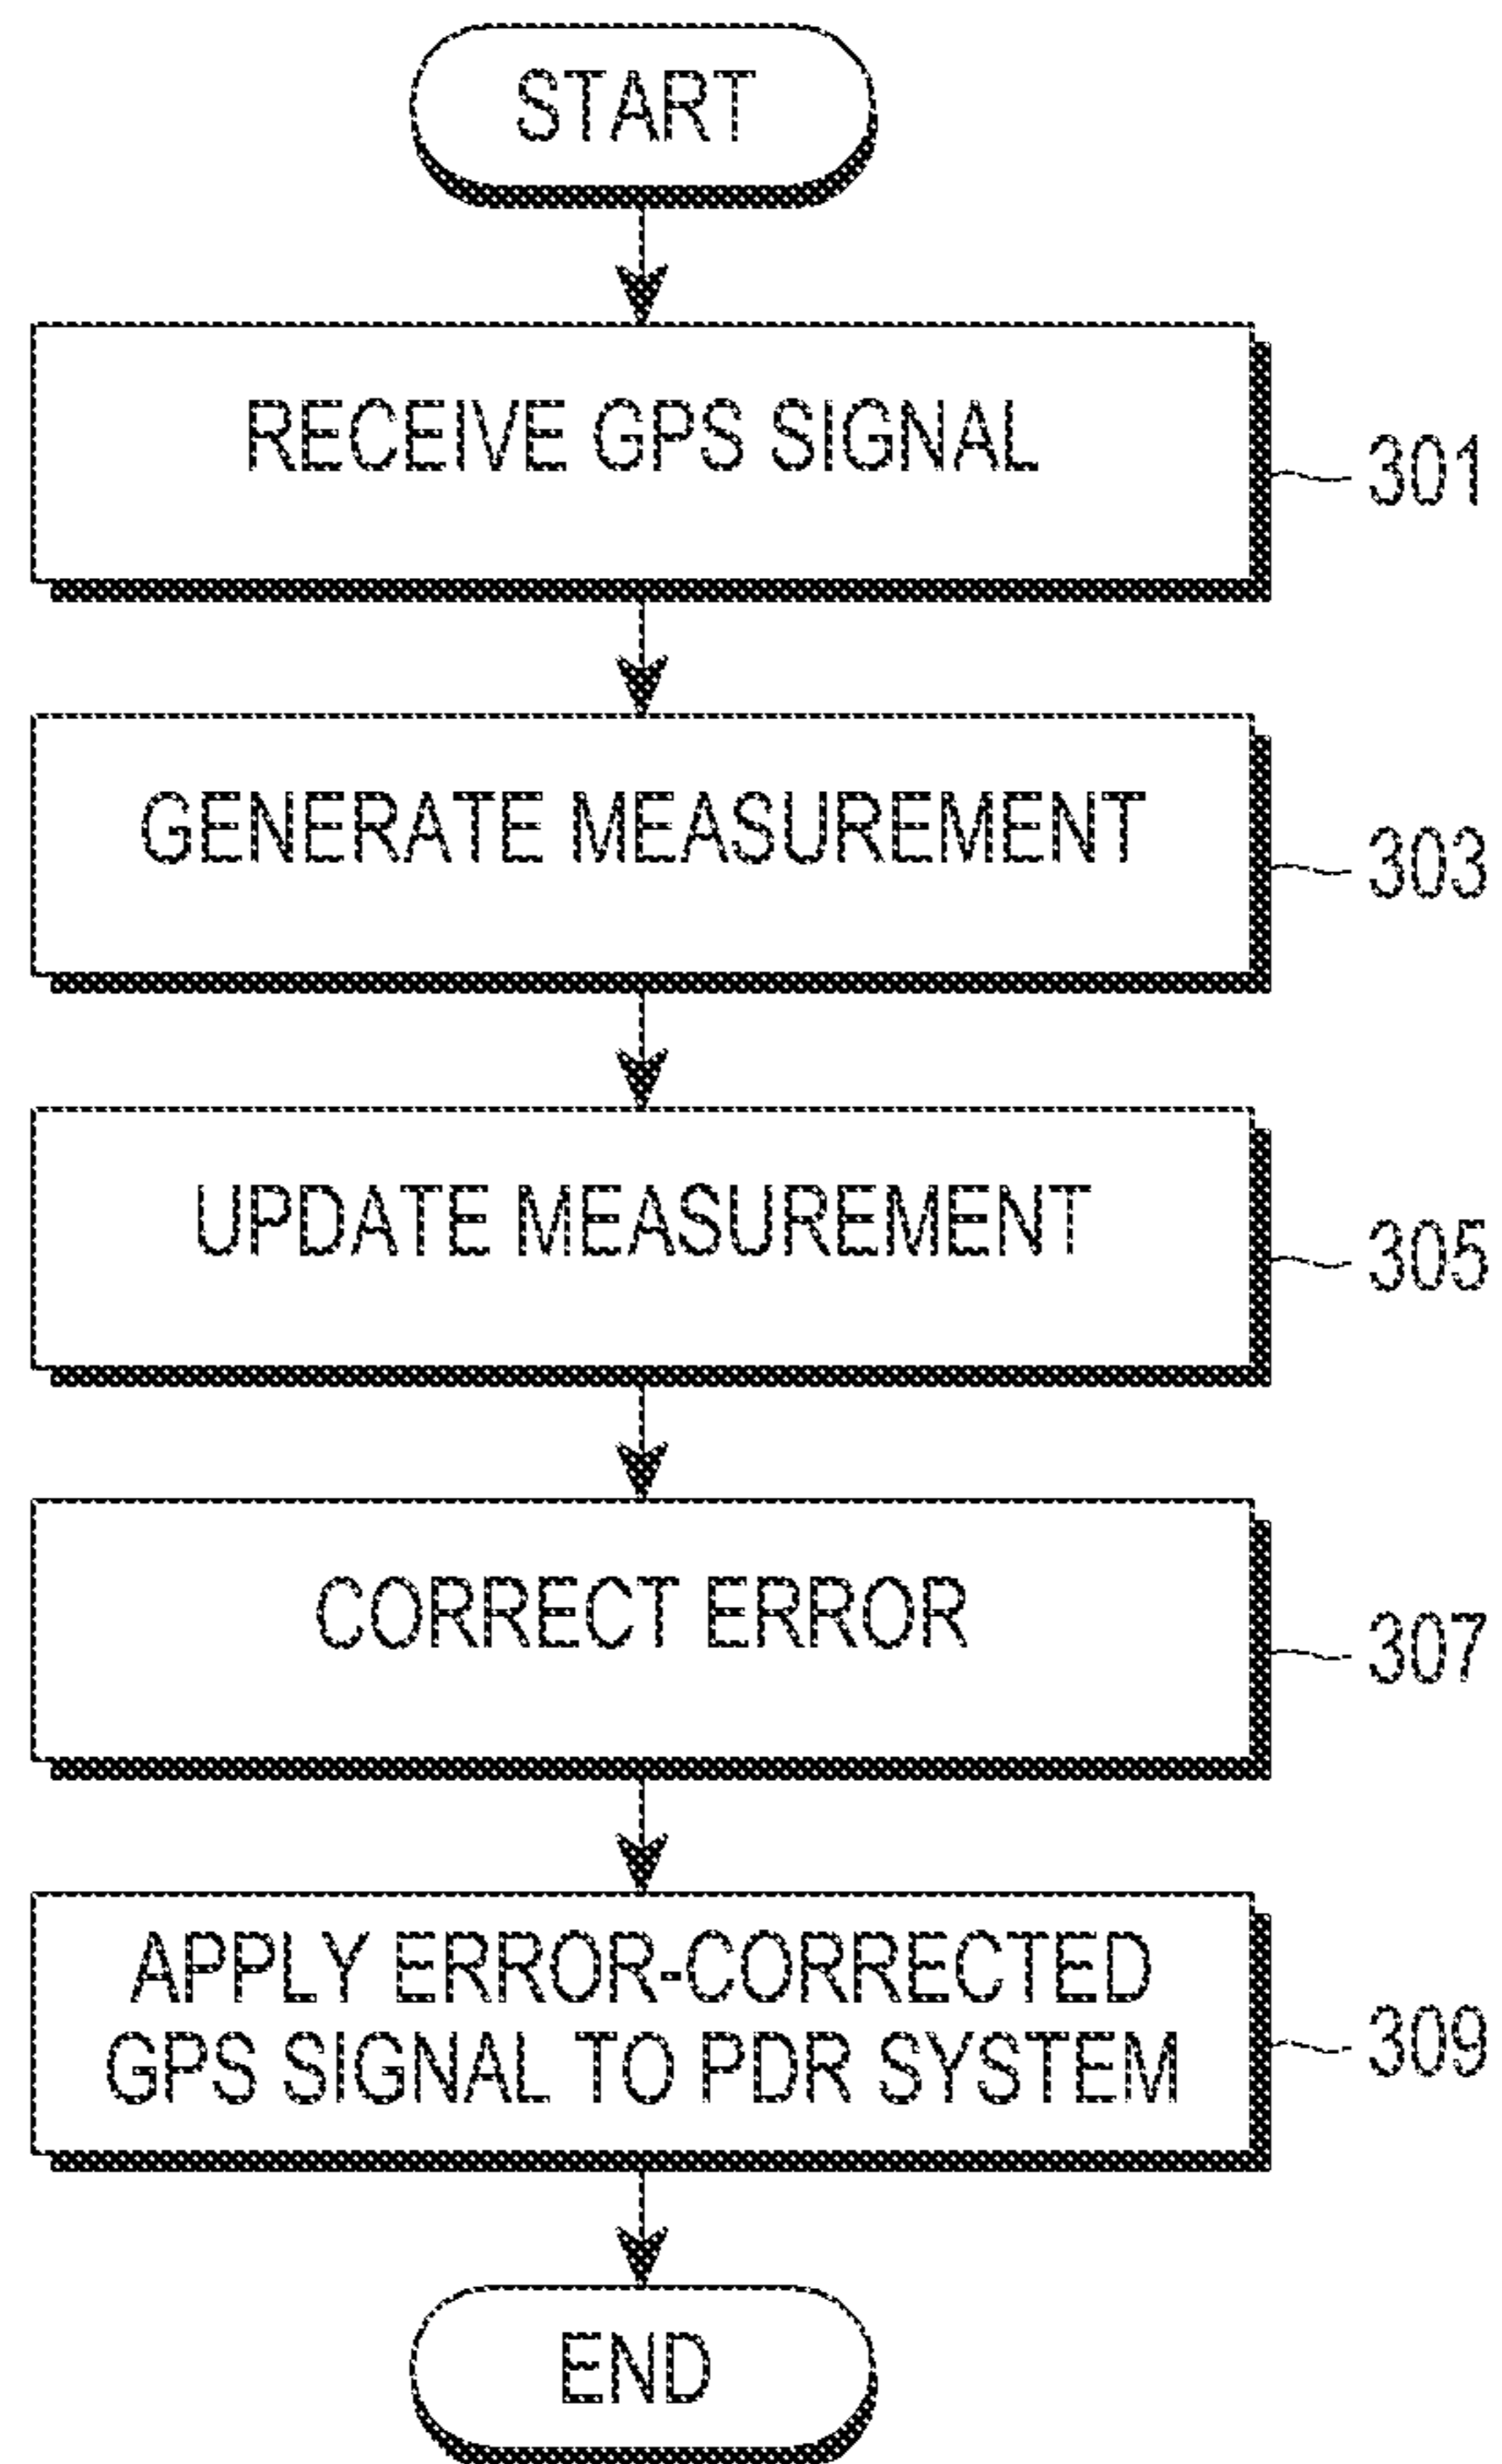 START
RECEIVE GPS SIGNAL
301
GENERATE MEASUREMENT
303
UPDATE MEASUREMENT
305
CORRECT ERROR
307
APPLY ERROR-CORRECTED
GPS SIGNAL TO PDR SYSTEM
309
END